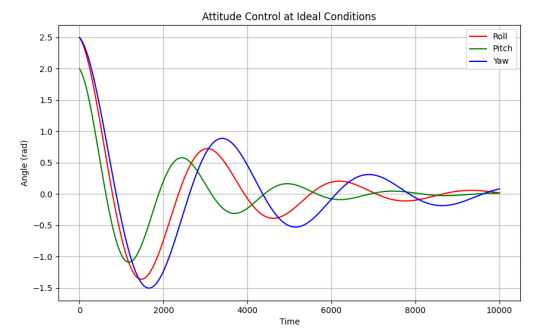 Attitude Control at Ideal Conditions
Roll
Pitch
Yaw
Angle (rad)
2.5
2.0
1.5
1.0
0.5
0.0
−0.5
−1.0
−1.5
0
2000
4000
6000
8000
10000
Time